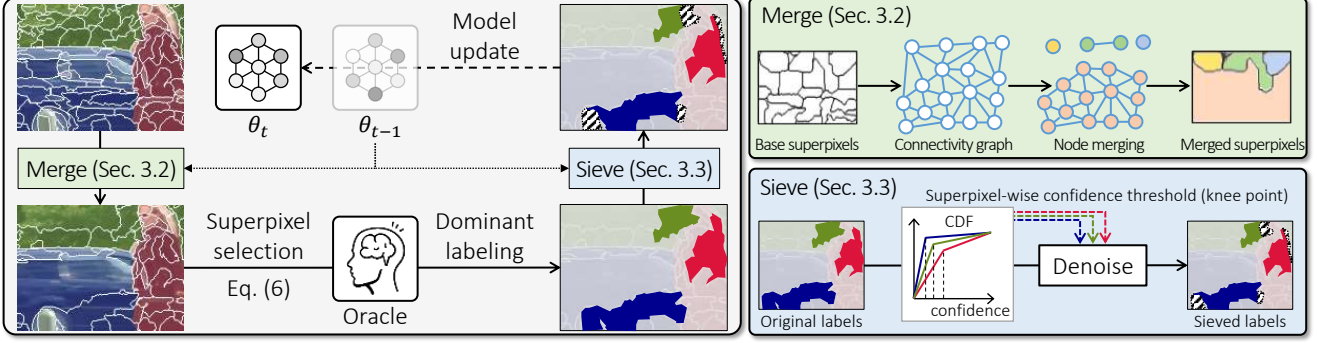 Model
update
θt
θt−1
Merge (Sec. 3.2)
Sieve (Sec. 3.3)
Superpixel
selection
Eq. (6)
Oracle
Dominant
labeling
Merge (Sec. 3.2)
Base superpixels
Connectivity graph
Node merging
Merged superpixels
Sieve (Sec. 3.3)
Superpixel-wise confidence threshold (knee point)
CDF
confidence
Denoise
Original labels
Sieved labels